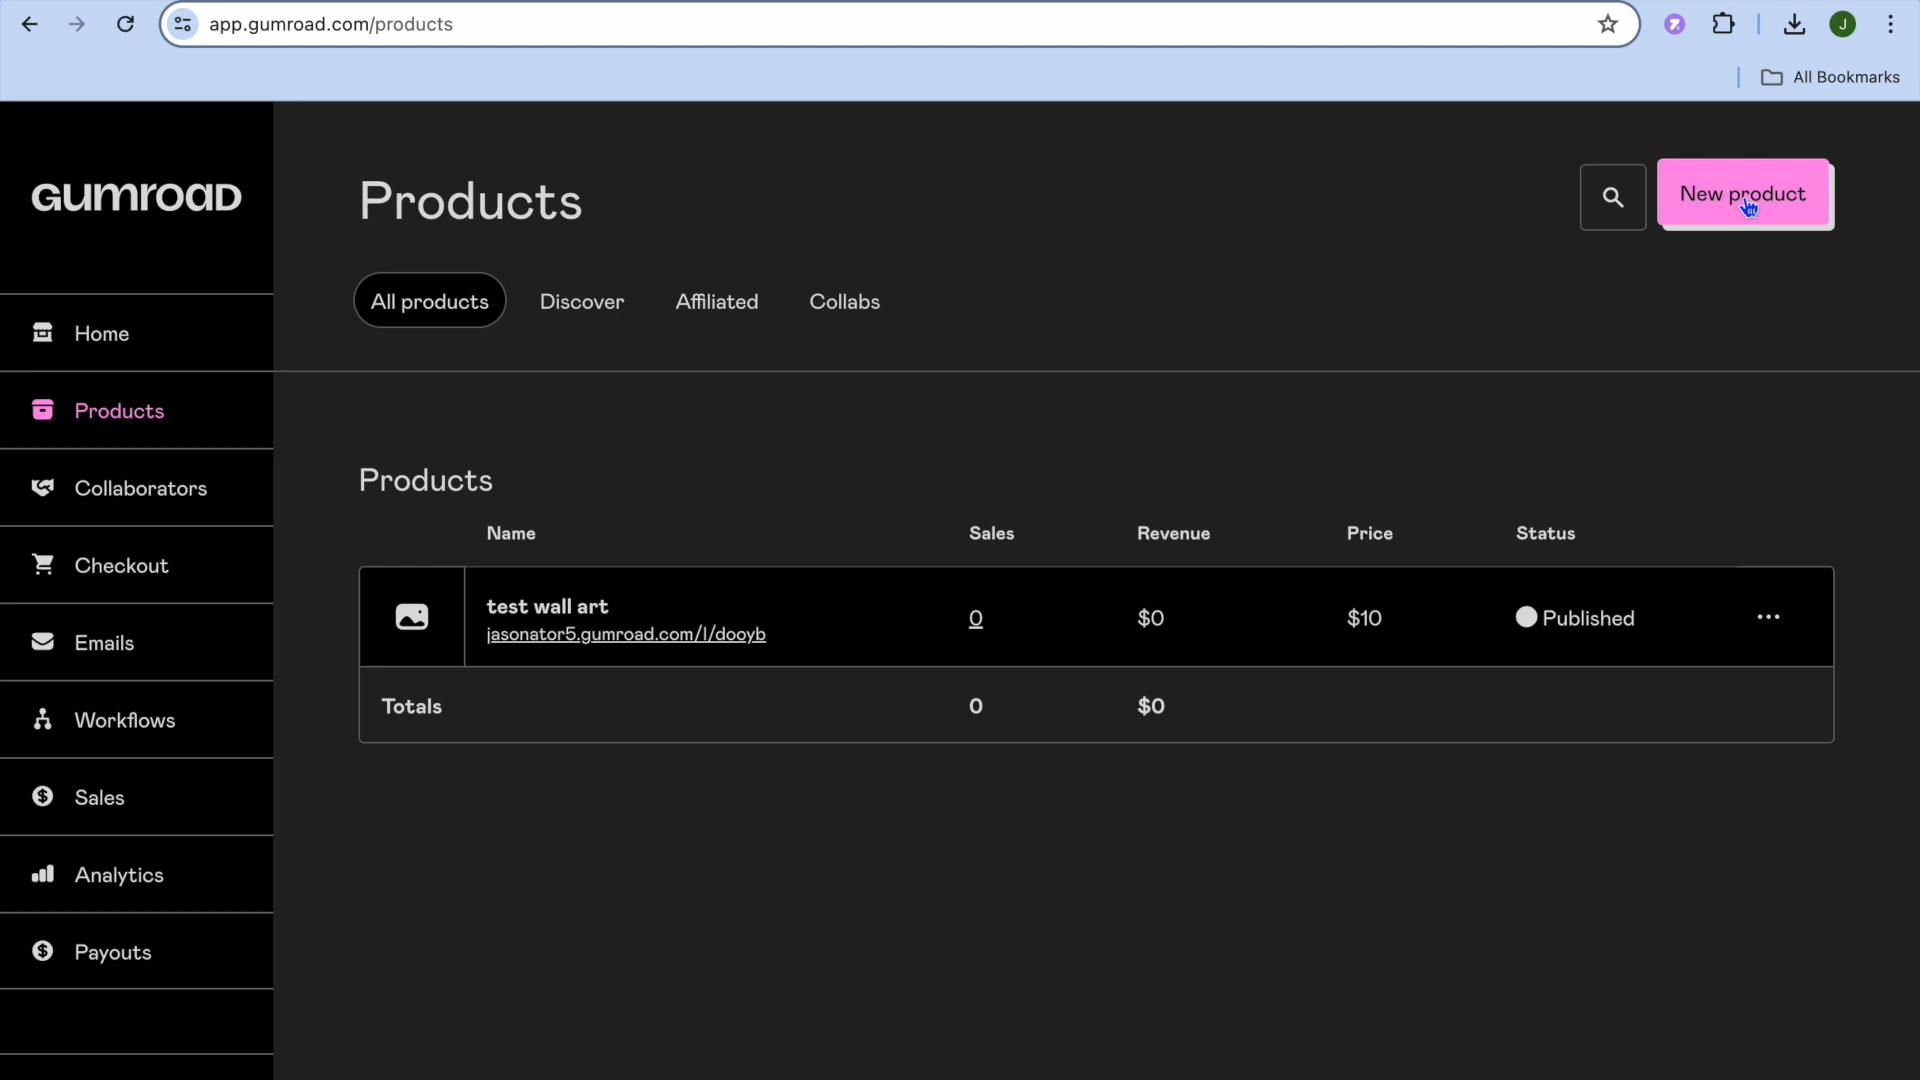 app.gumroad.com/products
All Bookmarks
GUMROAD
Products
New product
All products
Discover
Affiliated
Collabs
Home
Products
Collaborators
Checkout
Emails
Workflows
Sales
Analytics
Payouts
Products
Name Sales Revenue Price Status
test wall art
jasonator5.gumroad.com/l/dooyb
0 $0 $10 Published
Totals 0 $0
J